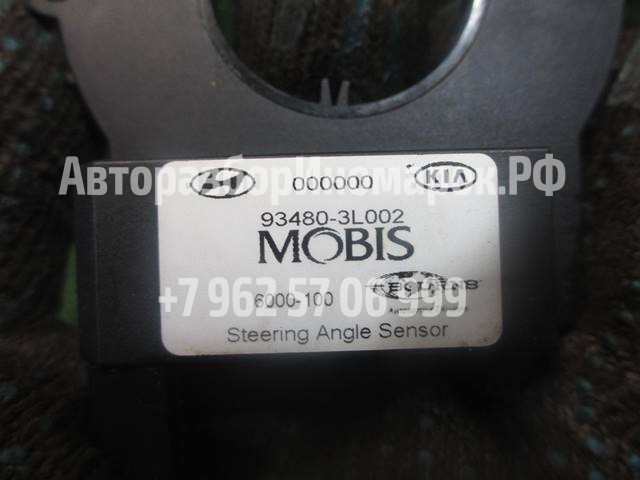 АвторазборИномарок.РФ
000000 KIA
93480-3L002
MOBIS
+7 962 57 06 999
6000-100
Steering Angle Sensor